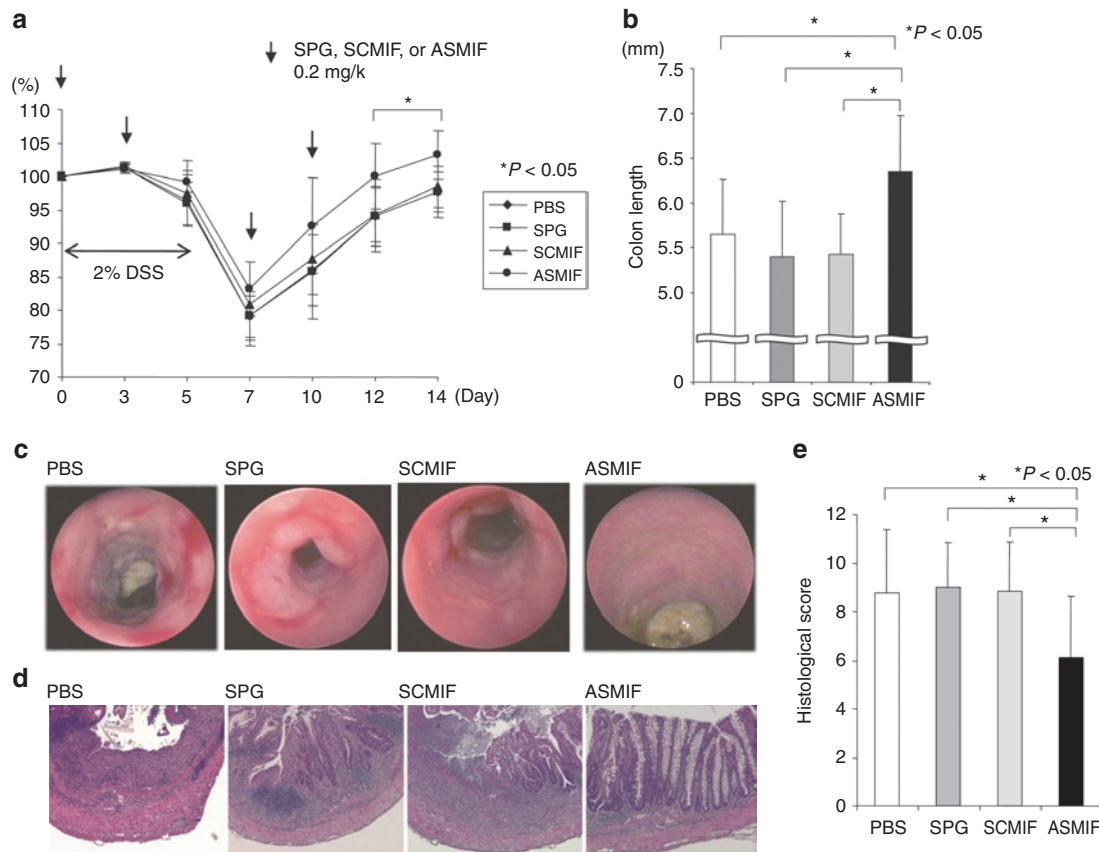 a
SPG, SCMIF, or ASMIF
0.2 mg/k
(%)
110
105
100
95
90
85
80
75
70
*
*P < 0.05
PBS
SPG
SCMIF
ASMIF
2% DSS
0 3 5 7 10 12 14 (Day)
b
(mm)
*P < 0.05
*
*
*
7.5
7.0
6.5
6.0
5.5
5.0
0
Colon length
PBS SPG SCMIF ASMIF
c
PBS SPG SCMIF ASMIF
d
PBS SPG SCMIF ASMIF
e
*P < 0.05
*
*
*
12
10
8
6
4
2
0
Histological score
PBS SPG SCMIF ASMIF